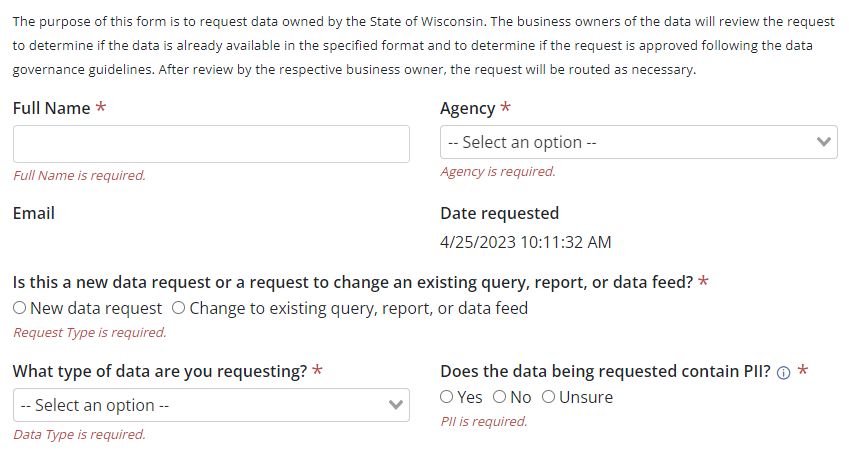 The purpose of this form is to request data owned by the State of Wisconsin. The business owners of the data will review the request
to determine if the data is already available in the specified format and to determine if the request is approved following the data
governance guidelines. After review by the respective business owner, the request will be routed as necessary.
Full Name *
Agency *
-- Select an option --
Full Name is required.
Agency is required.
Email
Date requested
4/25/2023 10:11:32 AM
Is this a new data request or a request to change an existing query, report, or data feed? *
New data request Change to existing query, report, or data feed
Request Type is required.
What type of data are you requesting? *
Does the data being requested contain PII? *
-- Select an option --
Yes No Unsure
Data Type is required.
PII is required.